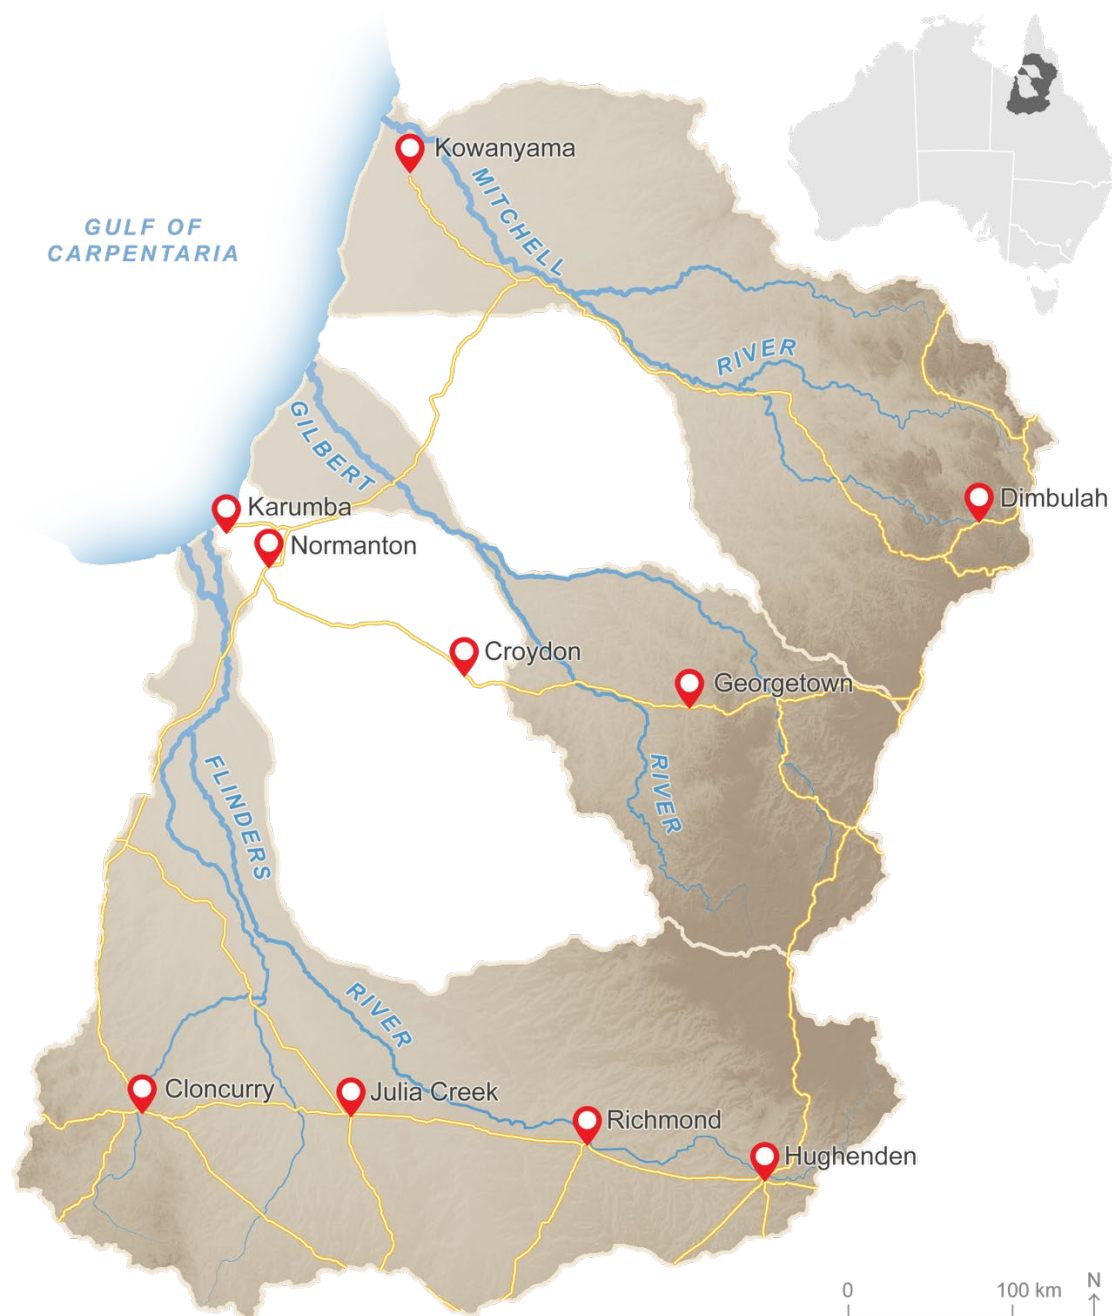 Kowanyama
MITCHELL
GULF OF
CARPENTARIA
RIVER
GILBERT
Karumba
Dimbulah
Normanton
Croydon
Georgetown
FLINDERS
RIVER
RIVER
Cloncurry
Julia Creek
Richmond
Hughenden
0 100 km N